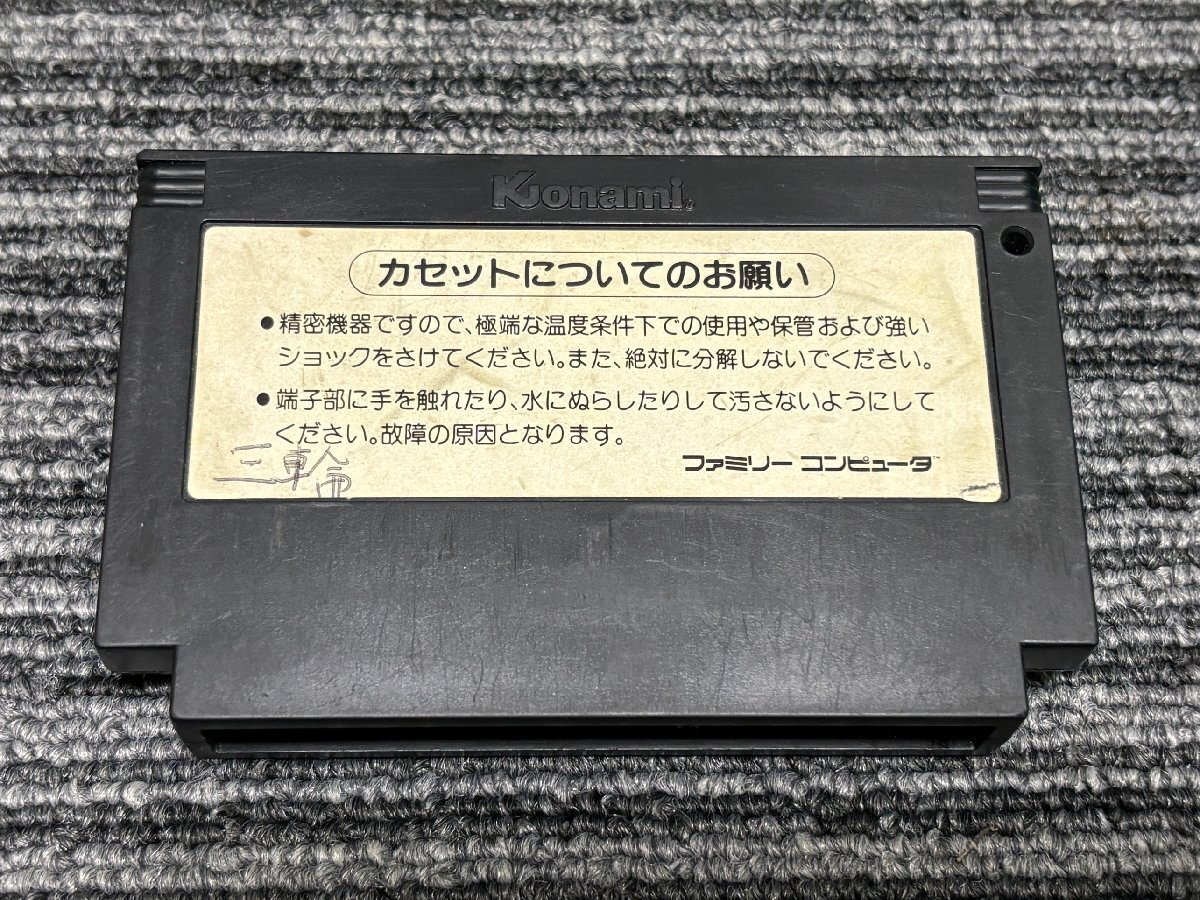 Konami®
カセットについてのお願い
●精密機器ですので、極端な温度条件下での使用や保管および強い
ショックをさけてください。また、絶対に分解しないでください。
●端子部に手を触れたり、水にぬらしたりして汚さないようにして
ください。故障の原因となります。
三輪
ファミリー コンピュータ™